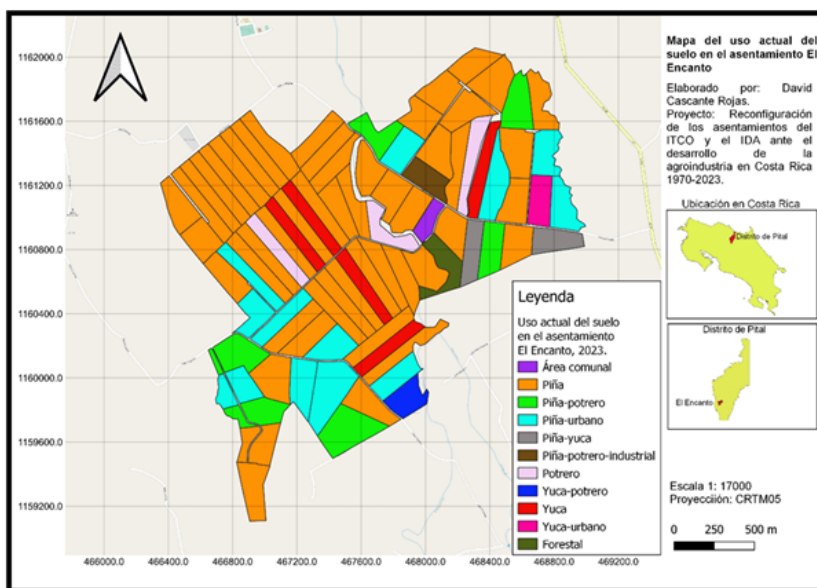 Mapa del uso actual del
suelo en el asentamiento El
Encanto
Elaborado por: David
Cascante Rojas.
Proyecto: Reconfiguración
de los asentamientos del
ITCO y el IDA ante el
desarrollo de la
agroindustria en Costa Rica
1970-2023.
Ubicación en Costa Rica
Distrito de Pital
Distrito de Pital
El Encanto
Escala 1: 17000
Proyección: CRTM05
0 250 500 m
Leyenda
Uso actual del suelo
en el asentamiento
El Encanto, 2023.
Área comunal
Piña
Piña-potrero
Piña-urbano
Piña-yuca
Piña-potrero-industrial
Potrero
Yuca-potrero
Yuca
Yuca-urbano
Forestal
1162000.0
1161600.0
1161200.0
1160800.0
1160400.0
1160000.0
1159600.0
1159200.0
466000.0 466400.0 466800.0 467200.0 467600.0 468000.0 468400.0 468800.0 469200.0